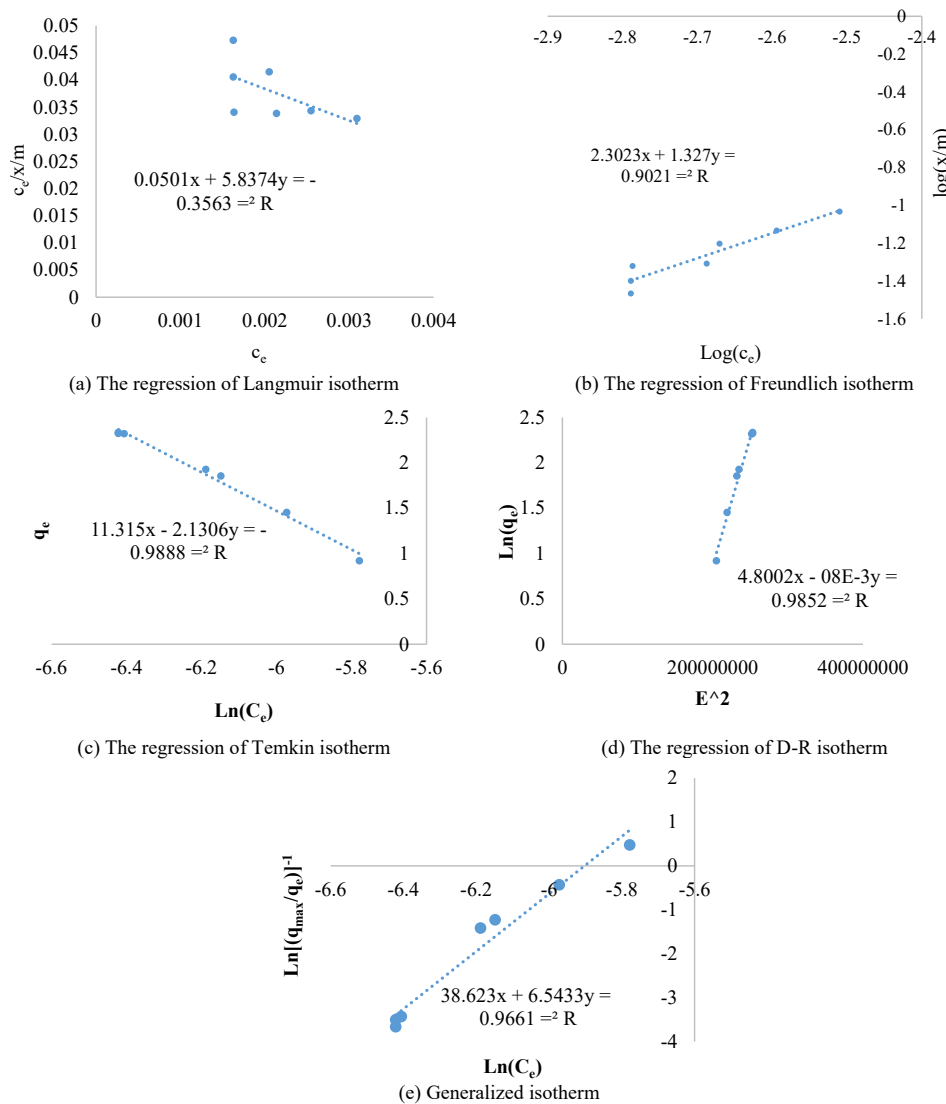 0.05
0.045
0.04
0.035
0.03
0.025
0.02
0.015
0.01
0.005
0
c_e/x/m
0.0501x + 5.8374y = -
0.3563 =² R
0 0.001 0.002 0.003 0.004
c_e
(a) The regression of Langmuir isotherm
0
-2.9 -2.8 -2.7 -2.6 -2.5 -2.4
-0.2
-0.4
-0.6
-0.8
-1
-1.2
-1.4
-1.6
log(x/m)
2.3023x + 1.327y =
0.9021 =² R
Log(c_e)
(b) The regression of Freundlich isotherm
2.5
2
1.5
1
0.5
0
q_e
11.315x - 2.1306y = -
0.9888 =² R
-6.6 -6.4 -6.2 -6 -5.8 -5.6
Ln(C_e)
(c) The regression of Temkin isotherm
2.5
2
1.5
1
0.5
0
Ln(q_e)
4.8002x - 08E-3y =
0.9852 =² R
0 200000000 400000000
E^2
(d) The regression of D-R isotherm
2
1
0
-1
-2
-3
-4
-6.6 -6.4 -6.2 -6 -5.8 -5.6
Ln[(q_max/q_e)]^-1
38.623x + 6.5433y =
0.9661 =² R
Ln(C_e)
(e) Generalized isotherm